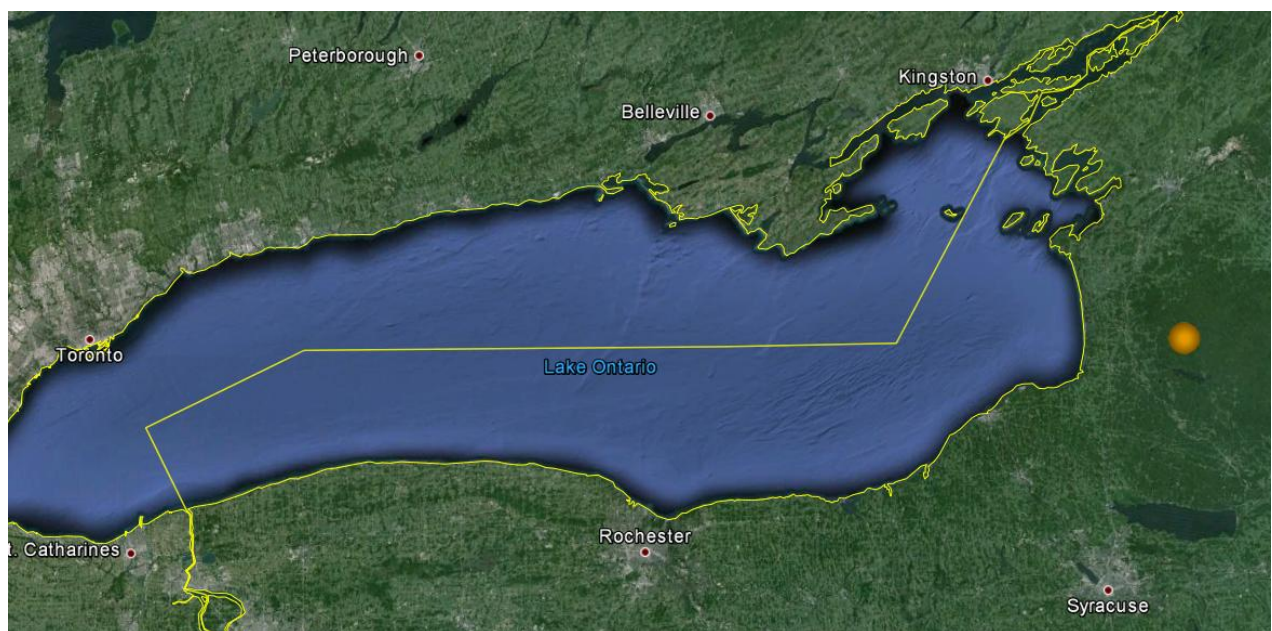 Peterborough
Kingston
Belleville
Toronto
Lake Ontario
Rochester
t. Catharines
Syracuse